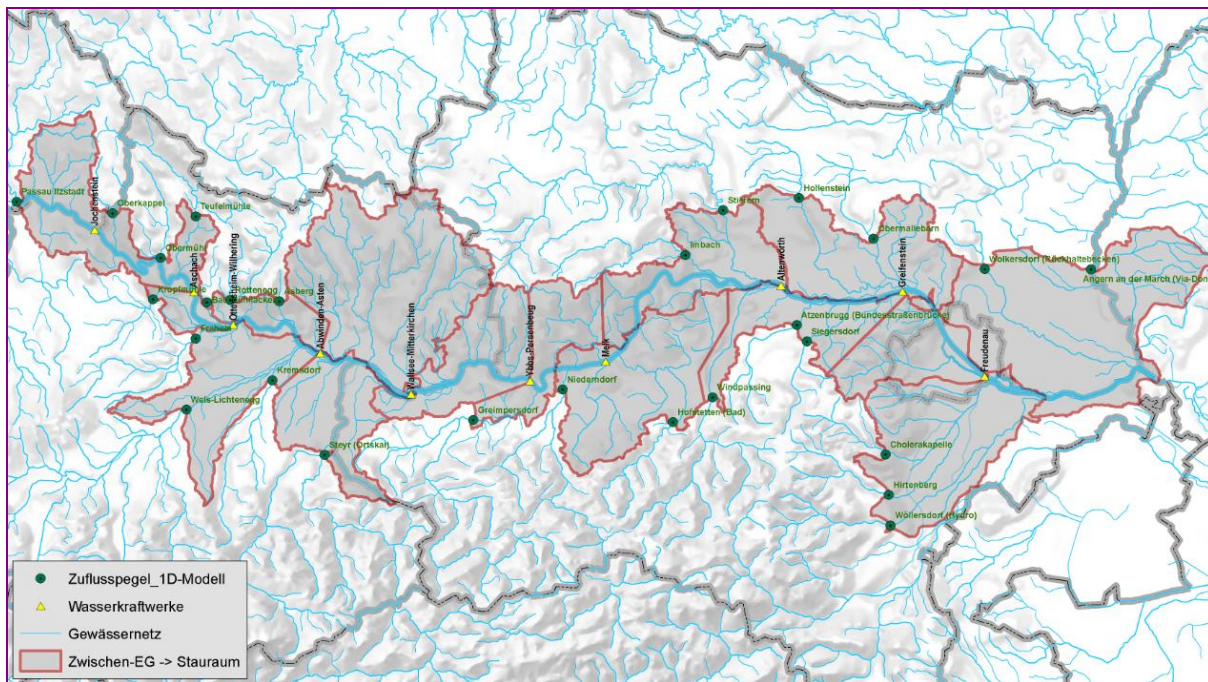 Passau Ilzstadt
Jochenstein
Oberkappel
Teufelmühle
Obermühl
Aschach
Kropfmühle
Ottensheim-Wilhering
Rottenegg
Asberg
Fraham
Abwinden-Asten
Kremsdorf
Wels-Lichtenegg
Steyr (Ortskai)
Wallsee-Mitterkirchen
Greimpersdorf
Ybbs-Persenbeug
Niederndorf
Melk
Hofstetten (Bad)
Windpassing
Imbach
Stiefern
Hollenstein
Altenwörth
Obermallebarn
Greifenstein
Atzenbrugg (Bundesstraßenbrücke)
Siegersdorf
Wolkersdorf (Rückhaltebecken)
Angern an der March (Via-Don
Freudenau
Cholerakapelle
Hirtenberg
Wöllersdorf (Hydro)
Zuflusspegel_1D-Modell
Wasserkraftwerke
Gewässernetz
Zwischen-EG -> Stauraum